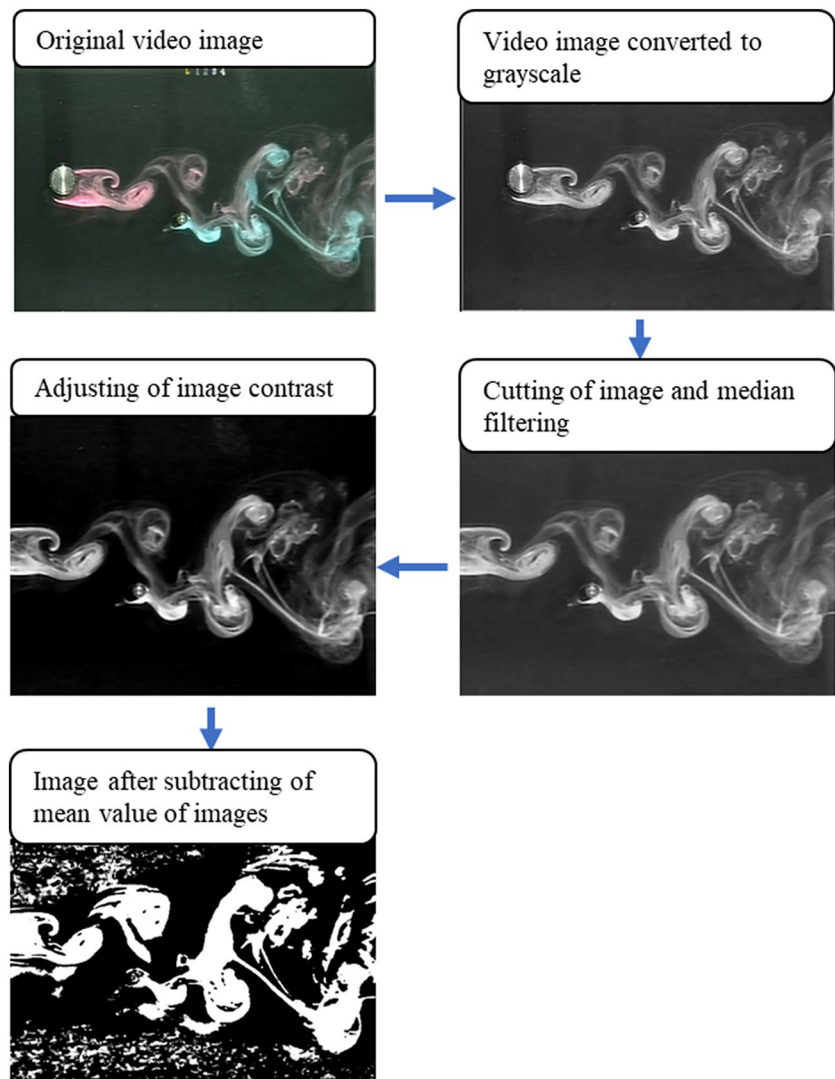 Original video image
Video image converted to
grayscale
Adjusting of image contrast
Cutting of image and median
filtering
Image after subtracting of
mean value of images